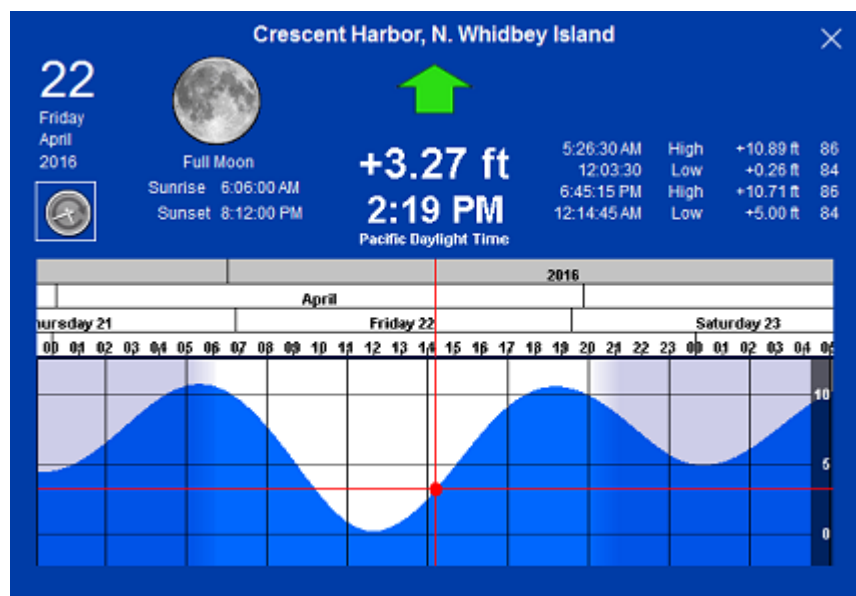 Crescent Harbor, N. Whidbey Island
22
Friday
April
2016
Full Moon
Sunrise 6:06:00 AM
Sunset 8:12:00 PM
+3.27 ft
2:19 PM
Pacific Daylight Time
5:26:30 AM High +10.89 ft 86
12:03:30 Low +0.26 ft 84
6:45:15 PM High +10.71 ft 86
12:14:45 AM Low +5.00 ft 84
2016
April
ursday 21 Friday 22 Saturday 23
00 01 02 03 04 05 06 07 08 09 10 11 12 13 14 15 16 17 18 19 20 21 22 23 00 01 02 03 04 05
10
5
0